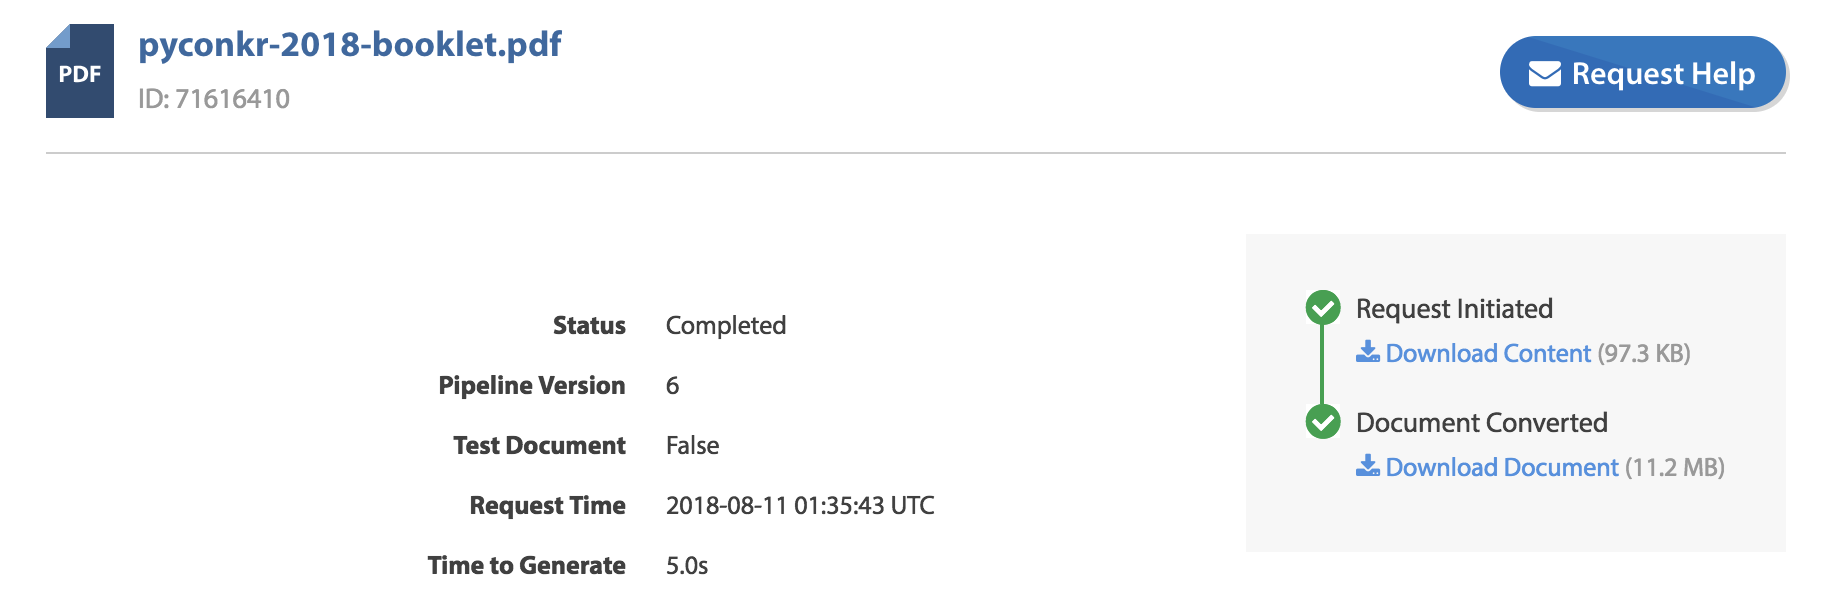 PDF
pyconkr-2018-booklet.pdf
ID: 71616410
Request Help
Status Completed
Pipeline Version 6
Test Document False
Request Time 2018-08-11 01:35:43 UTC
Time to Generate 5.0s
Request Initiated
Download Content (97.3 KB)
Document Converted
Download Document (11.2 MB)